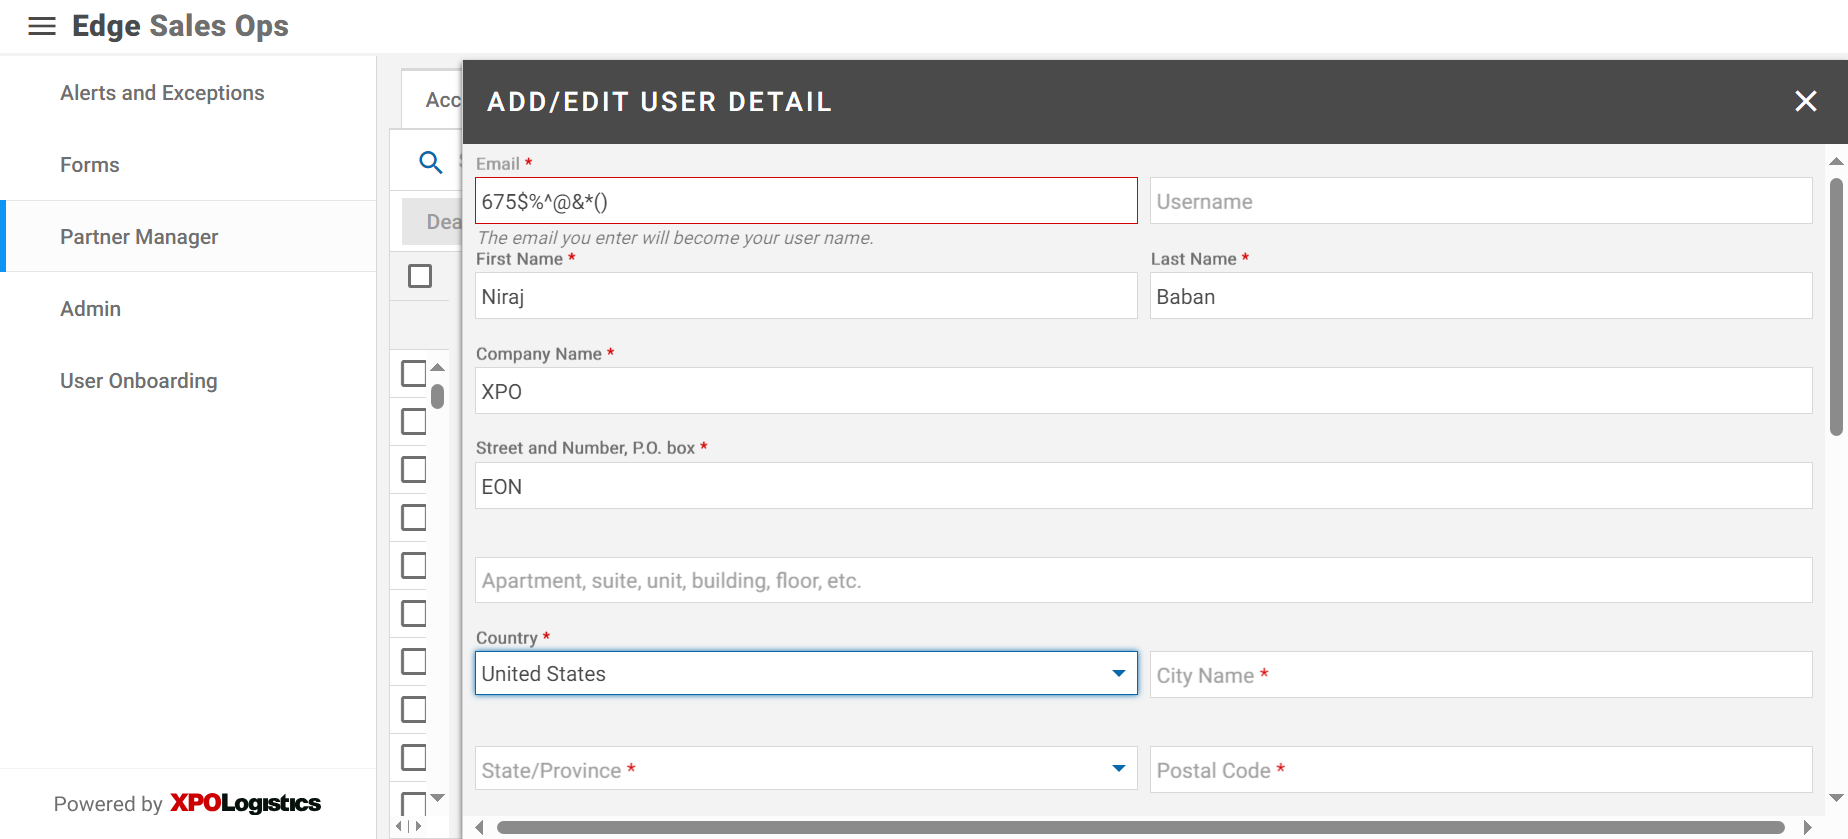 Edge Sales Ops
Alerts and Exceptions
Forms
Partner Manager
Admin
User Onboarding
Powered by XPOLogistics
Acc
Dea
ADD/EDIT USER DETAIL
Email *
675$%^@&*()
Username
The email you enter will become your user name.
First Name *
Last Name *
Niraj
Baban
Company Name *
XPO
Street and Number, P.O. box *
EON
Apartment, suite, unit, building, floor, etc.
Country *
United States
City Name *
State/Province *
Postal Code *